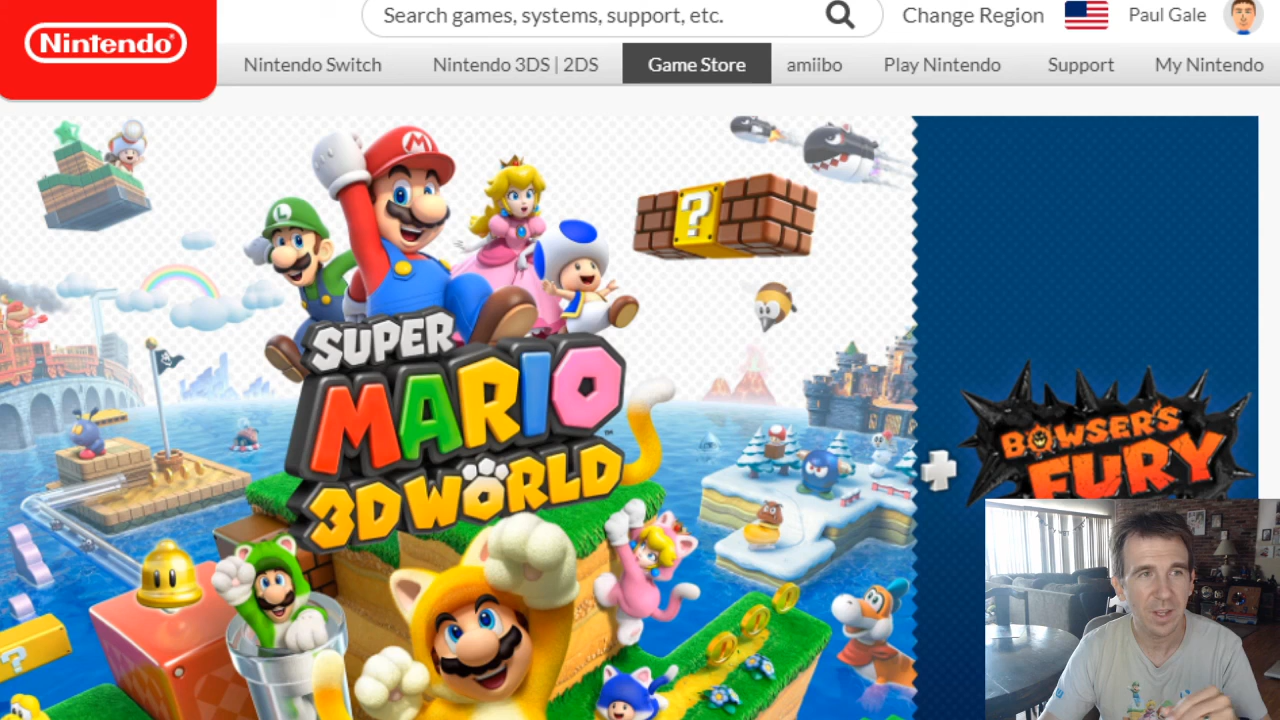 Nintendo®
Search games, systems, support, etc.
Change Region
Paul Gale
Nintendo Switch
Nintendo 3DS | 2DS
Game Store
amiibo
Play Nintendo
Support
My Nintendo
M
L
?
SUPER
MARIO™
3D WORLD
+
BOWSER'S
FURY
?